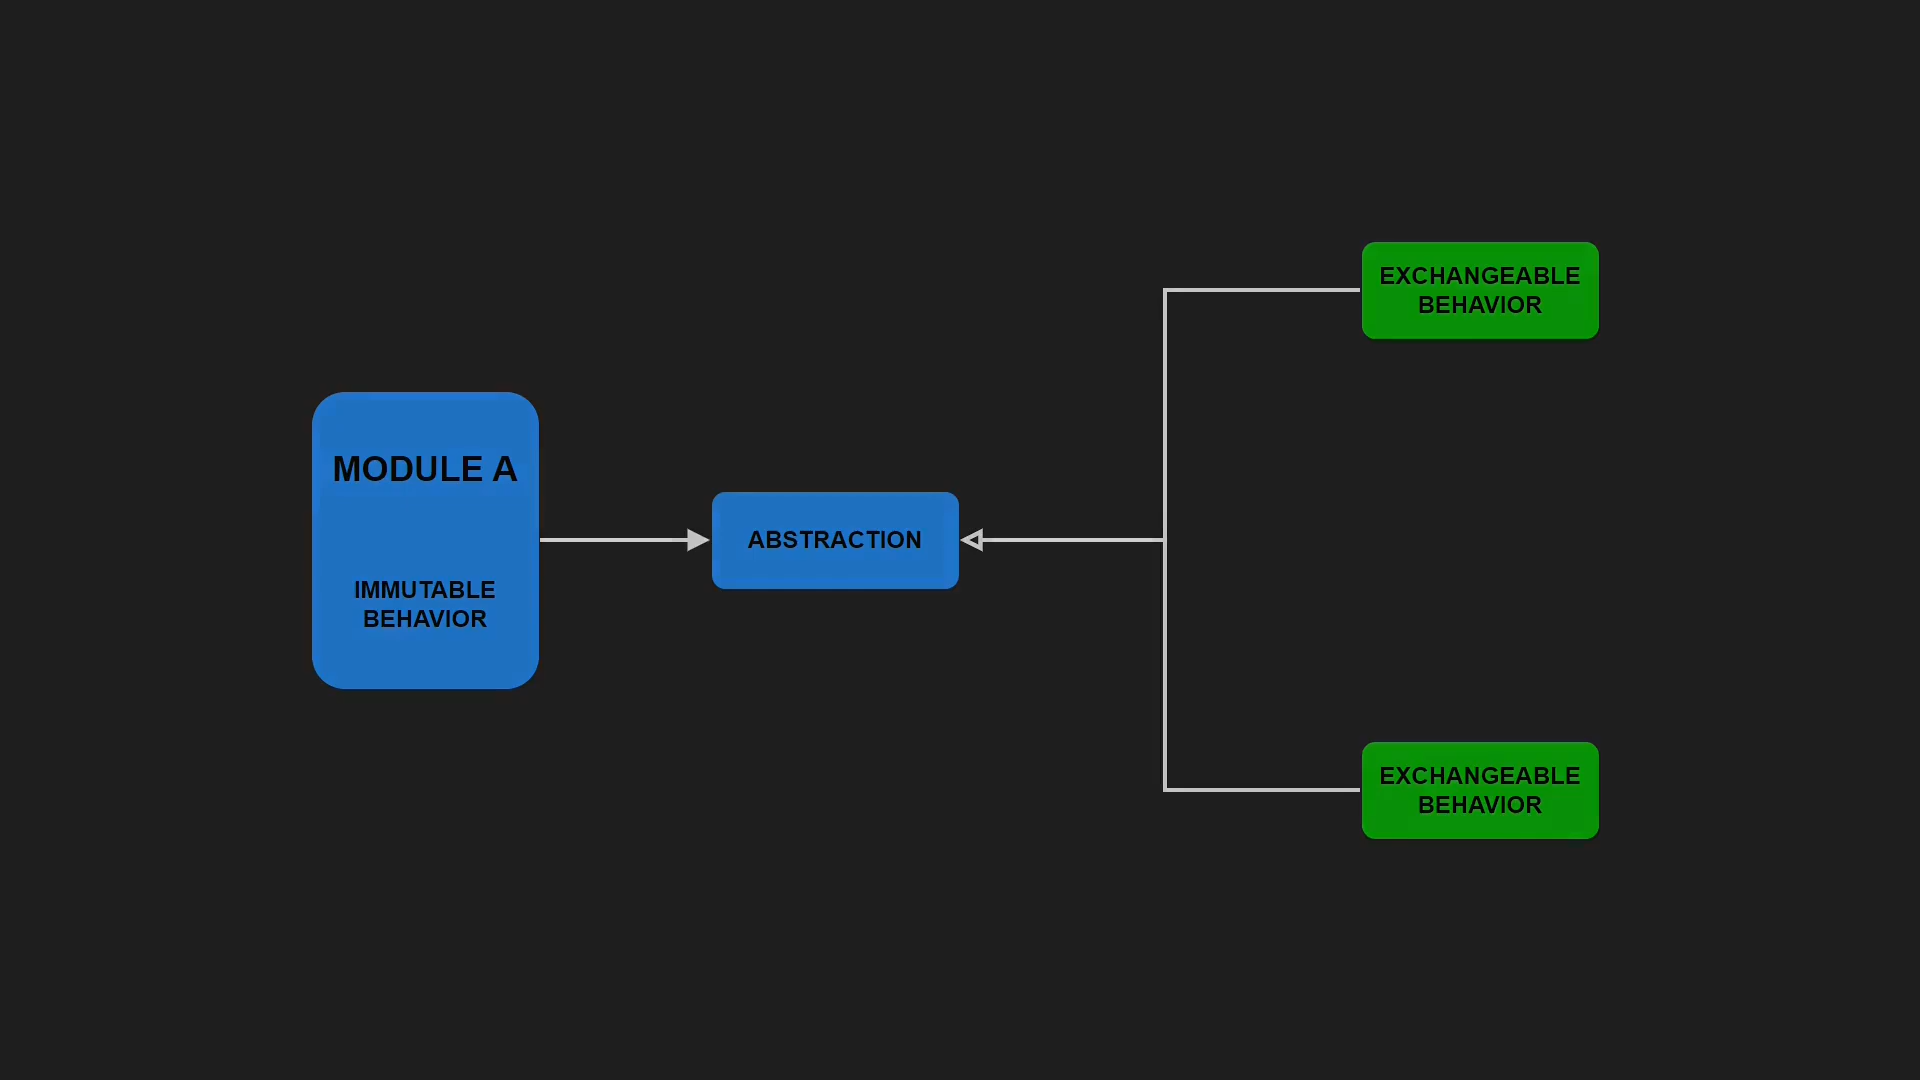 MODULE A
IMMUTABLE
BEHAVIOR
ABSTRACTION
EXCHANGEABLE
BEHAVIOR
EXCHANGEABLE
BEHAVIOR